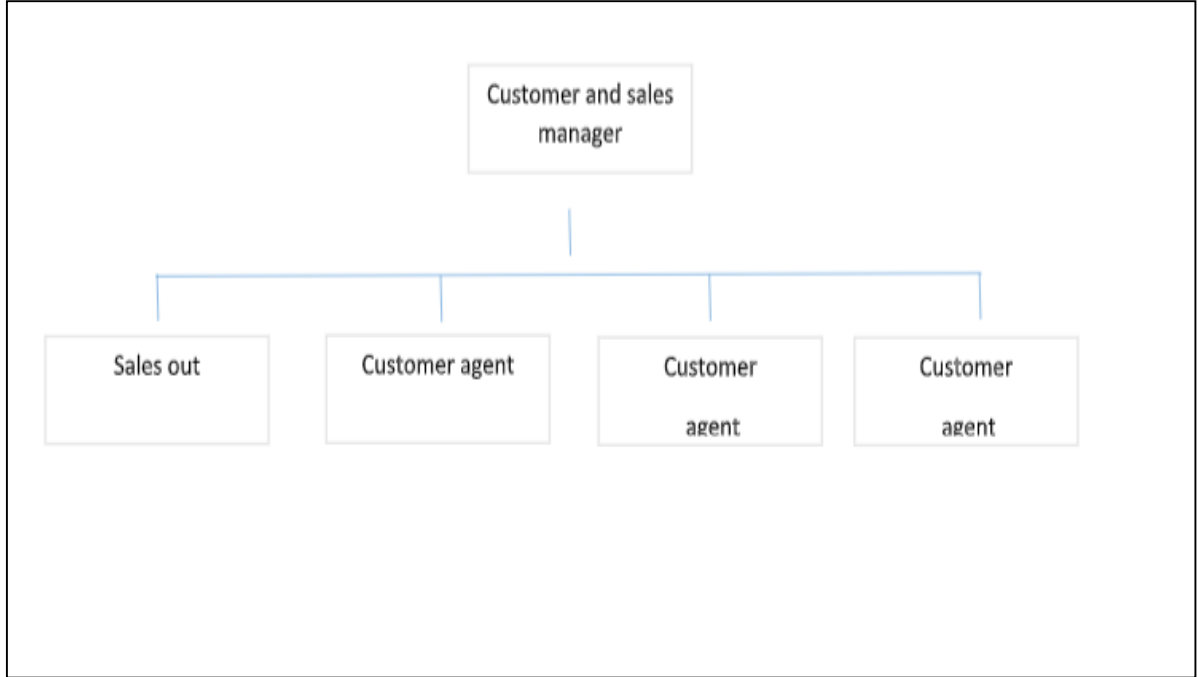 Customer and sales
manager
Sales out
Customer agent
Customer
agent
Customer
agent